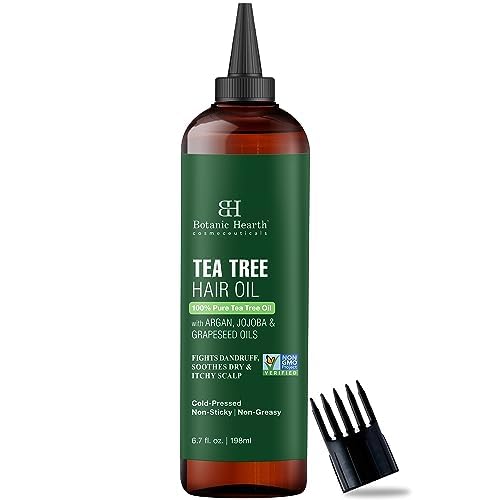 BH
Botanic Hearth™
cosmeceuticals
TEA TREE
HAIR OIL
100% Pure Tea Tree Oil
with ARGAN, JOJOBA &
GRAPESEED OILS
FIGHTS DANDRUFF,
SOOTHES DRY &
ITCHY SCALP
NON
GMO
Project
VERIFIED
Cold-Pressed
Non-Sticky | Non-Greasy
6.7 fl. oz. | 198ml